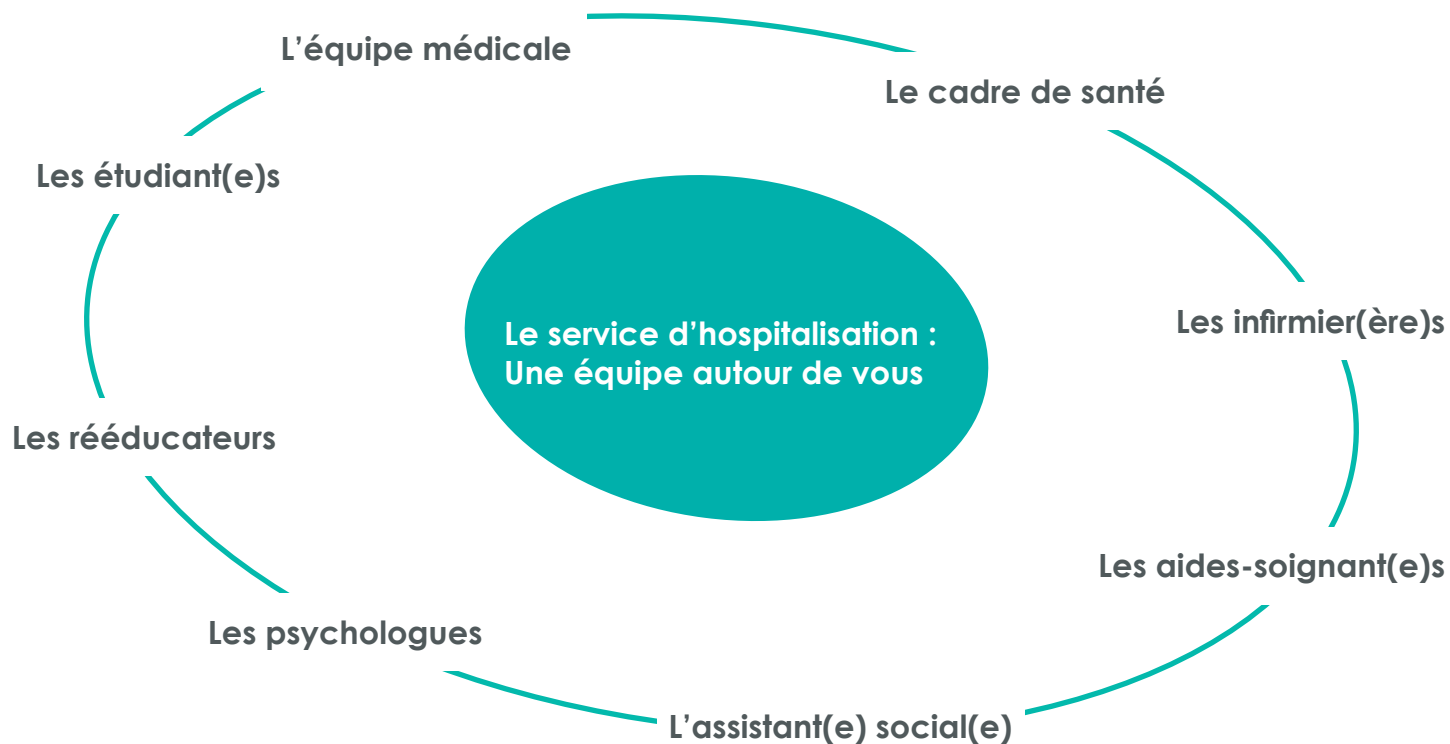 L’équipe médicale
Le cadre de santé
Les étudiant(e)s
Les infirmier(ère)s
Le service d’hospitalisation :
Une équipe autour de vous
Les rééducateurs
Les aides-soignant(e)s
Les psychologues
L’assistant(e) social(e)